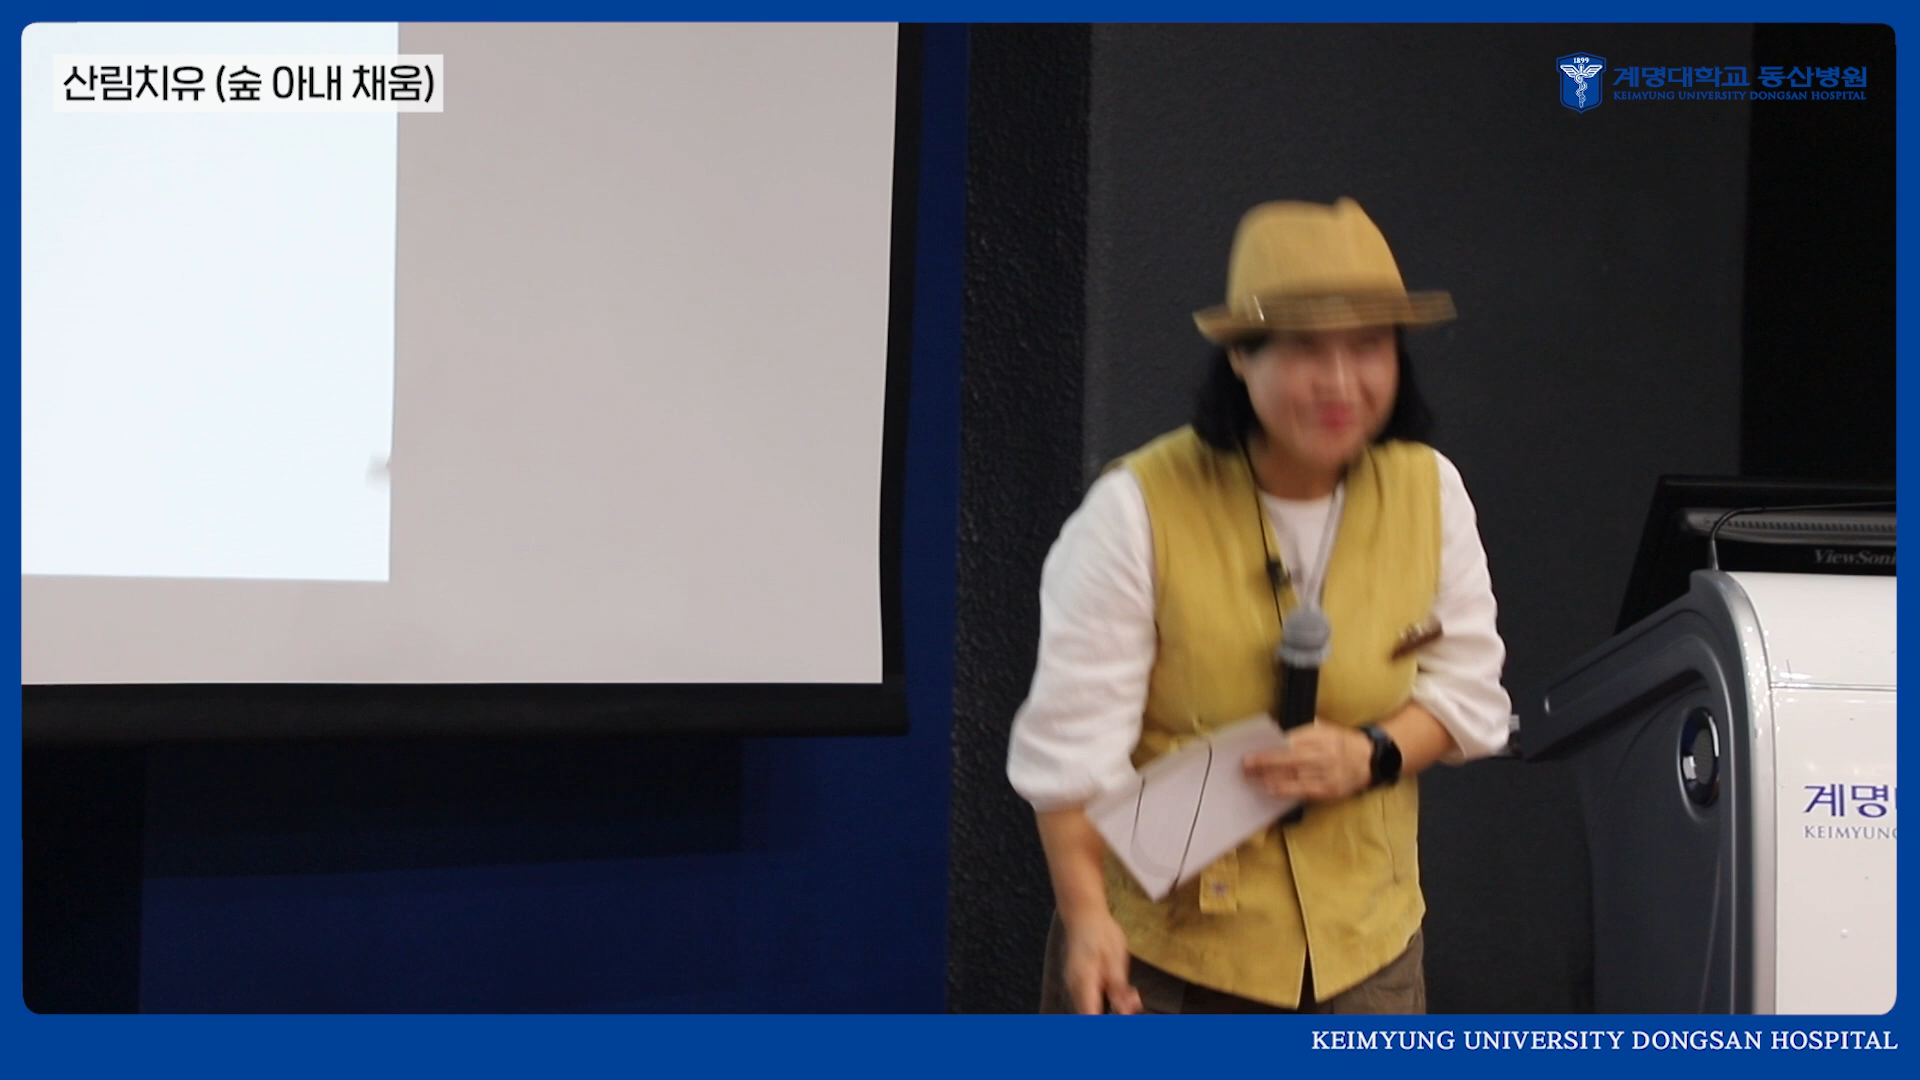 산림치유 (숲 아내 채움)
1899
계명대학교 동산병원
KEIMYUNG UNIVERSITY DONGSAN HOSPITAL
ViewSoni
계명
KEIMYUNG
KEIMYUNG UNIVERSITY DONGSAN HOSPITAL